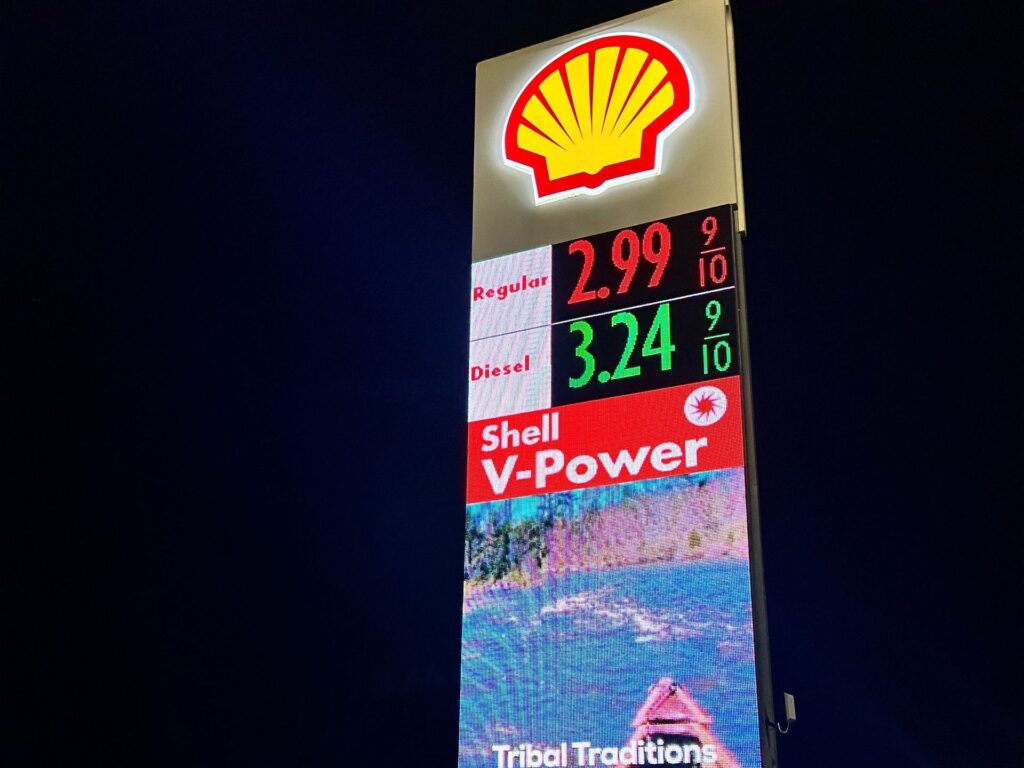 Regular 2.99 9/10
Diesel 3.24 9/10
Shell
V-Power
Tribal Traditions